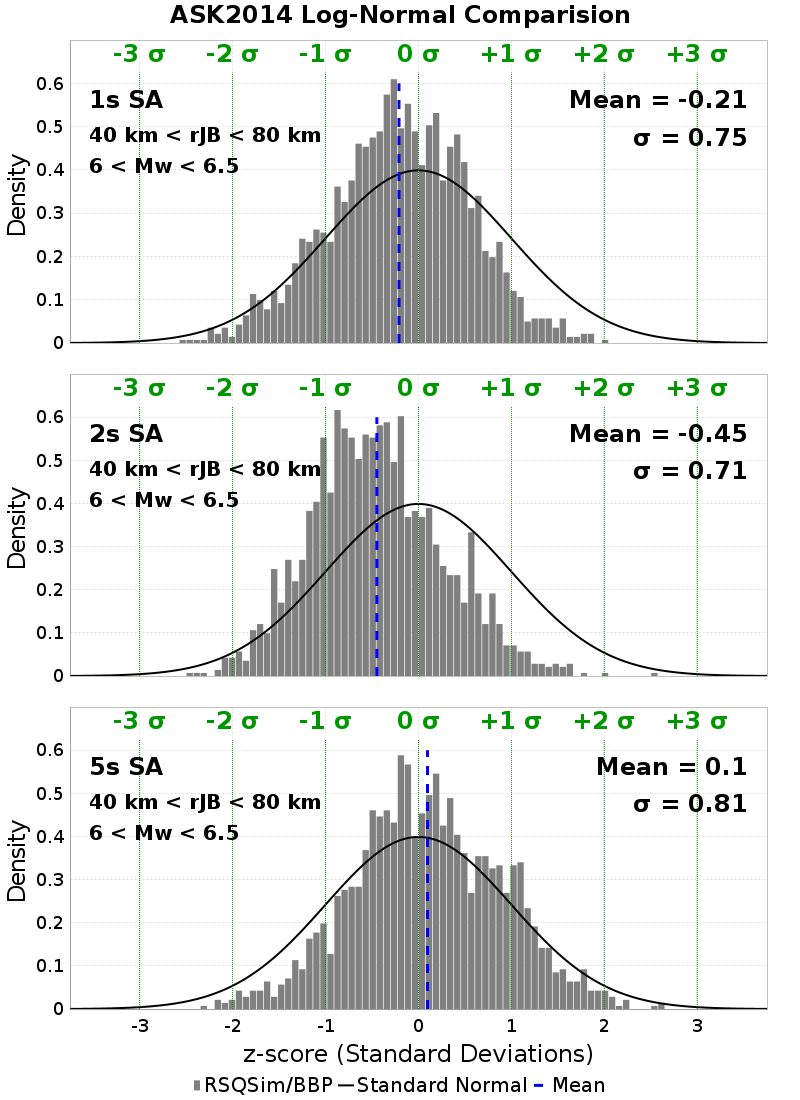 ASK2014 Log-Normal Comparision
-3 σ -2 σ -1 σ 0 σ +1 σ +2 σ +3 σ
1s SA
Mean = -0.21
40 km < rJB < 80 km
σ = 0.75
6 < Mw < 6.5
0.6
0.5
0.4
0.3
0.2
0.1
0
Density
-3 σ -2 σ -1 σ 0 σ +1 σ +2 σ +3 σ
2s SA
Mean = -0.45
40 km < rJB < 80 km
σ = 0.71
6 < Mw < 6.5
0.6
0.5
0.4
0.3
0.2
0.1
0
Density
-3 σ -2 σ -1 σ 0 σ +1 σ +2 σ +3 σ
5s SA
Mean = 0.1
40 km < rJB < 80 km
σ = 0.81
6 < Mw < 6.5
0.6
0.5
0.4
0.3
0.2
0.1
0
Density
-3 -2 -1 0 1 2 3
z-score (Standard Deviations)
RSQSim/BBP Standard Normal Mean